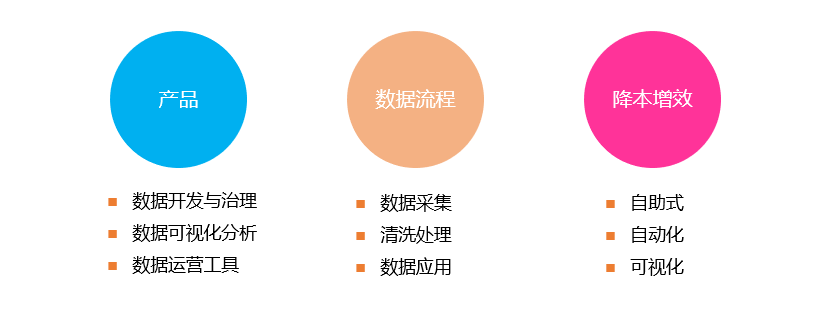 产品
数据开发与治理
数据可视化分析
数据运营工具
数据流程
数据采集
清洗处理
数据应用
降本增效
自助式
自动化
可视化